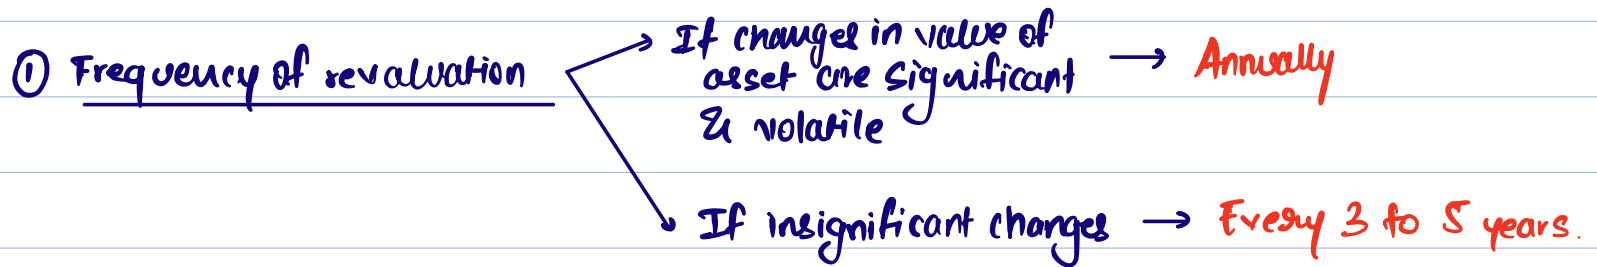 ① Frequency of revaluation
If changes in value of
asset are significant
& volatile
→ Annually
If insignificant changes → Every 3 to 5 years.